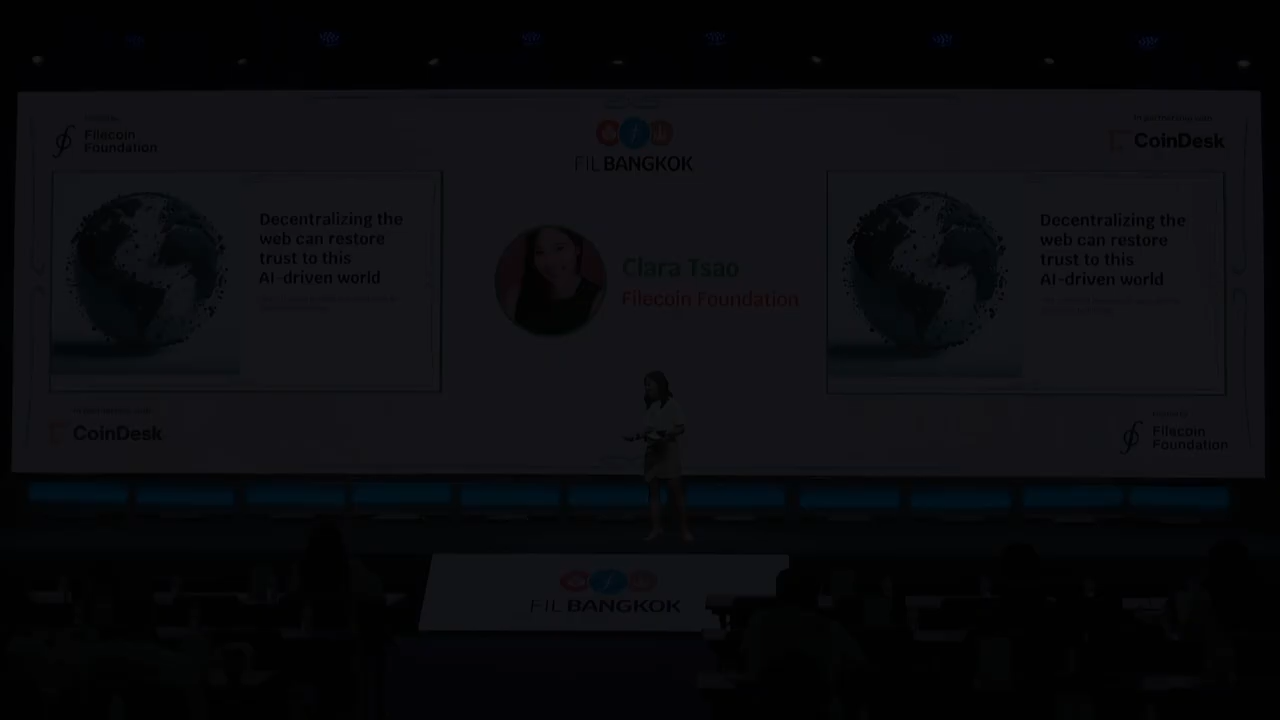 Filecoin
Foundation
FIL BANGKOK
CoinDesk
Decentralizing the
web can restore
trust to this
AI-driven world
Clara Tsao
Filecoin Foundation
Decentralizing the
web can restore
trust to this
AI-driven world
CoinDesk
Filecoin
Foundation
FIL BANGKOK